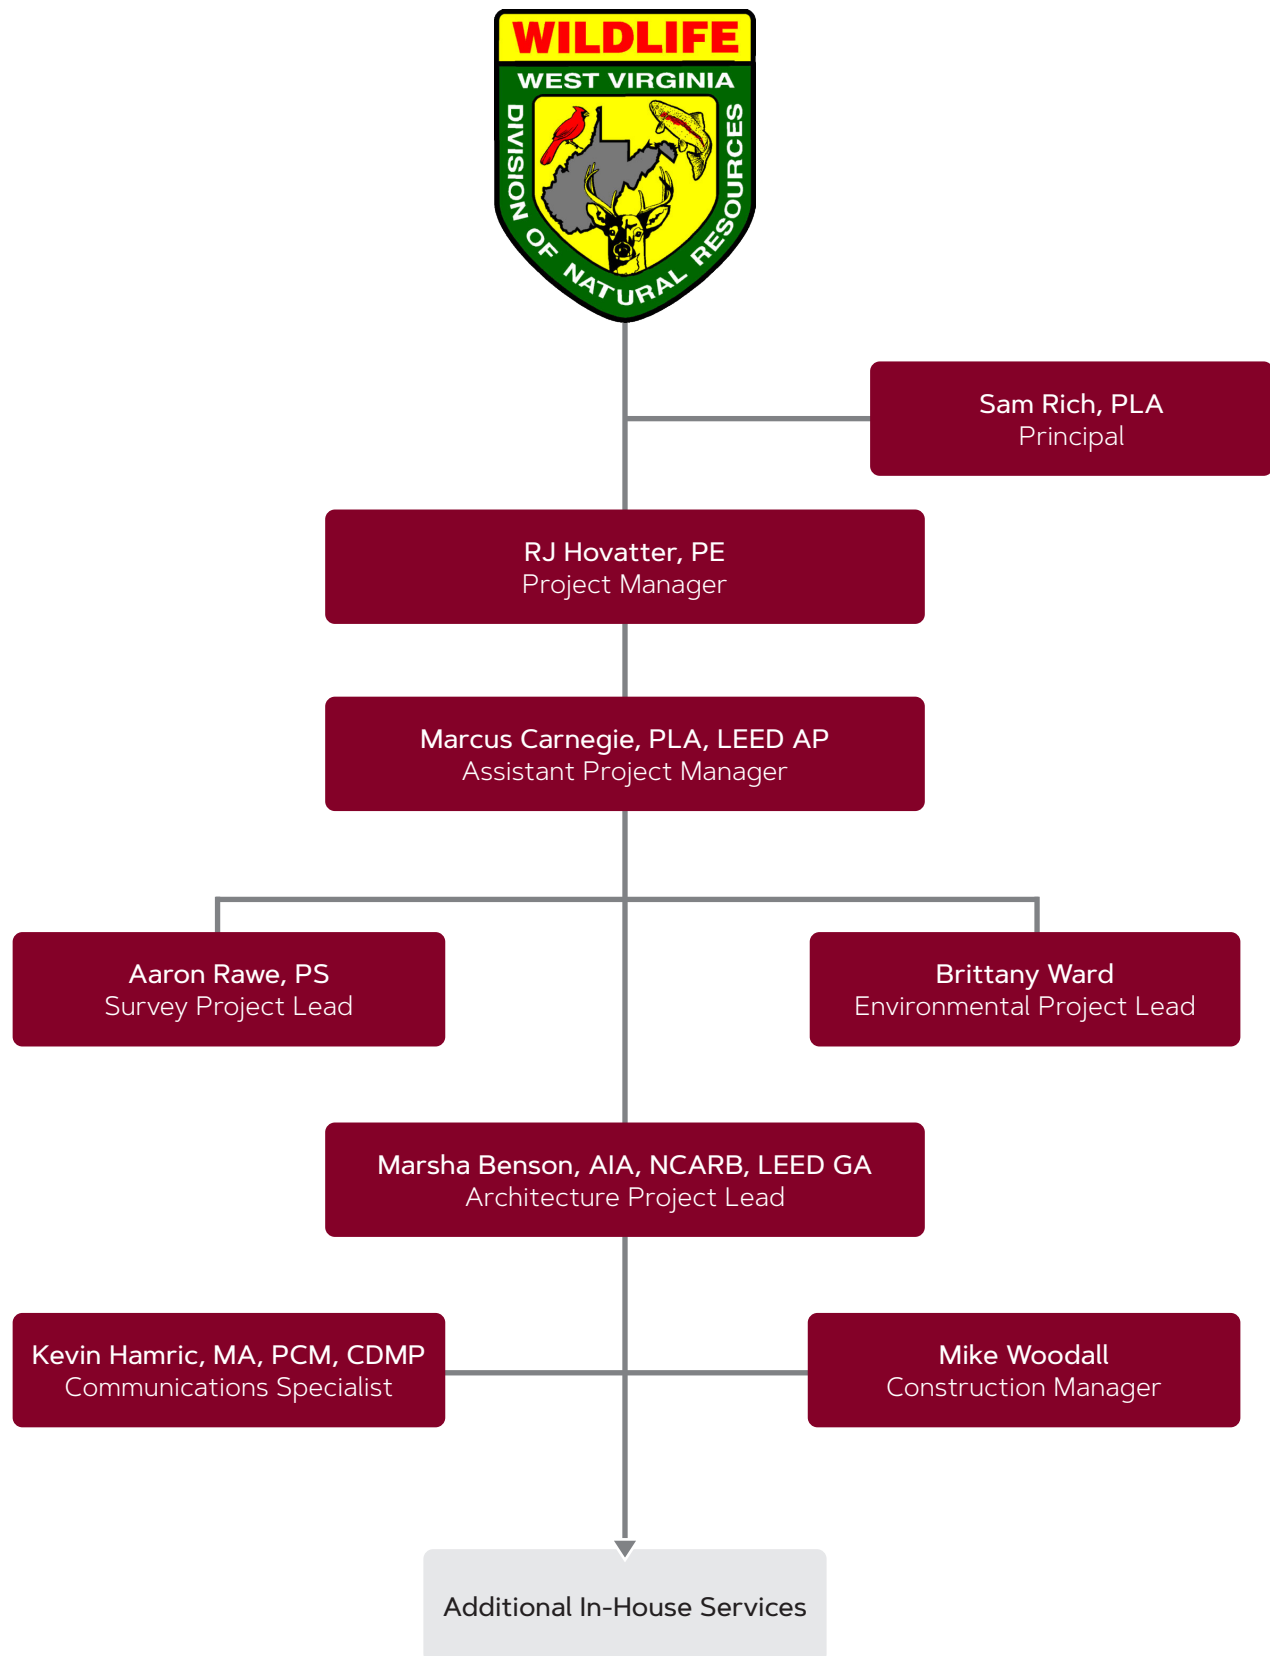 WILDLIFE
WEST VIRGINIA
DIVISION OF NATURAL RESOURCES
Sam Rich, PLA
Principal
RJ Hovatter, PE
Project Manager
Marcus Carnegie, PLA, LEED AP
Assistant Project Manager
Aaron Rawe, PS
Survey Project Lead
Brittany Ward
Environmental Project Lead
Marsha Benson, AIA, NCARB, LEED GA
Architecture Project Lead
Kevin Hamric, MA, PCM, CDMP
Communications Specialist
Mike Woodall
Construction Manager
Additional In-House Services